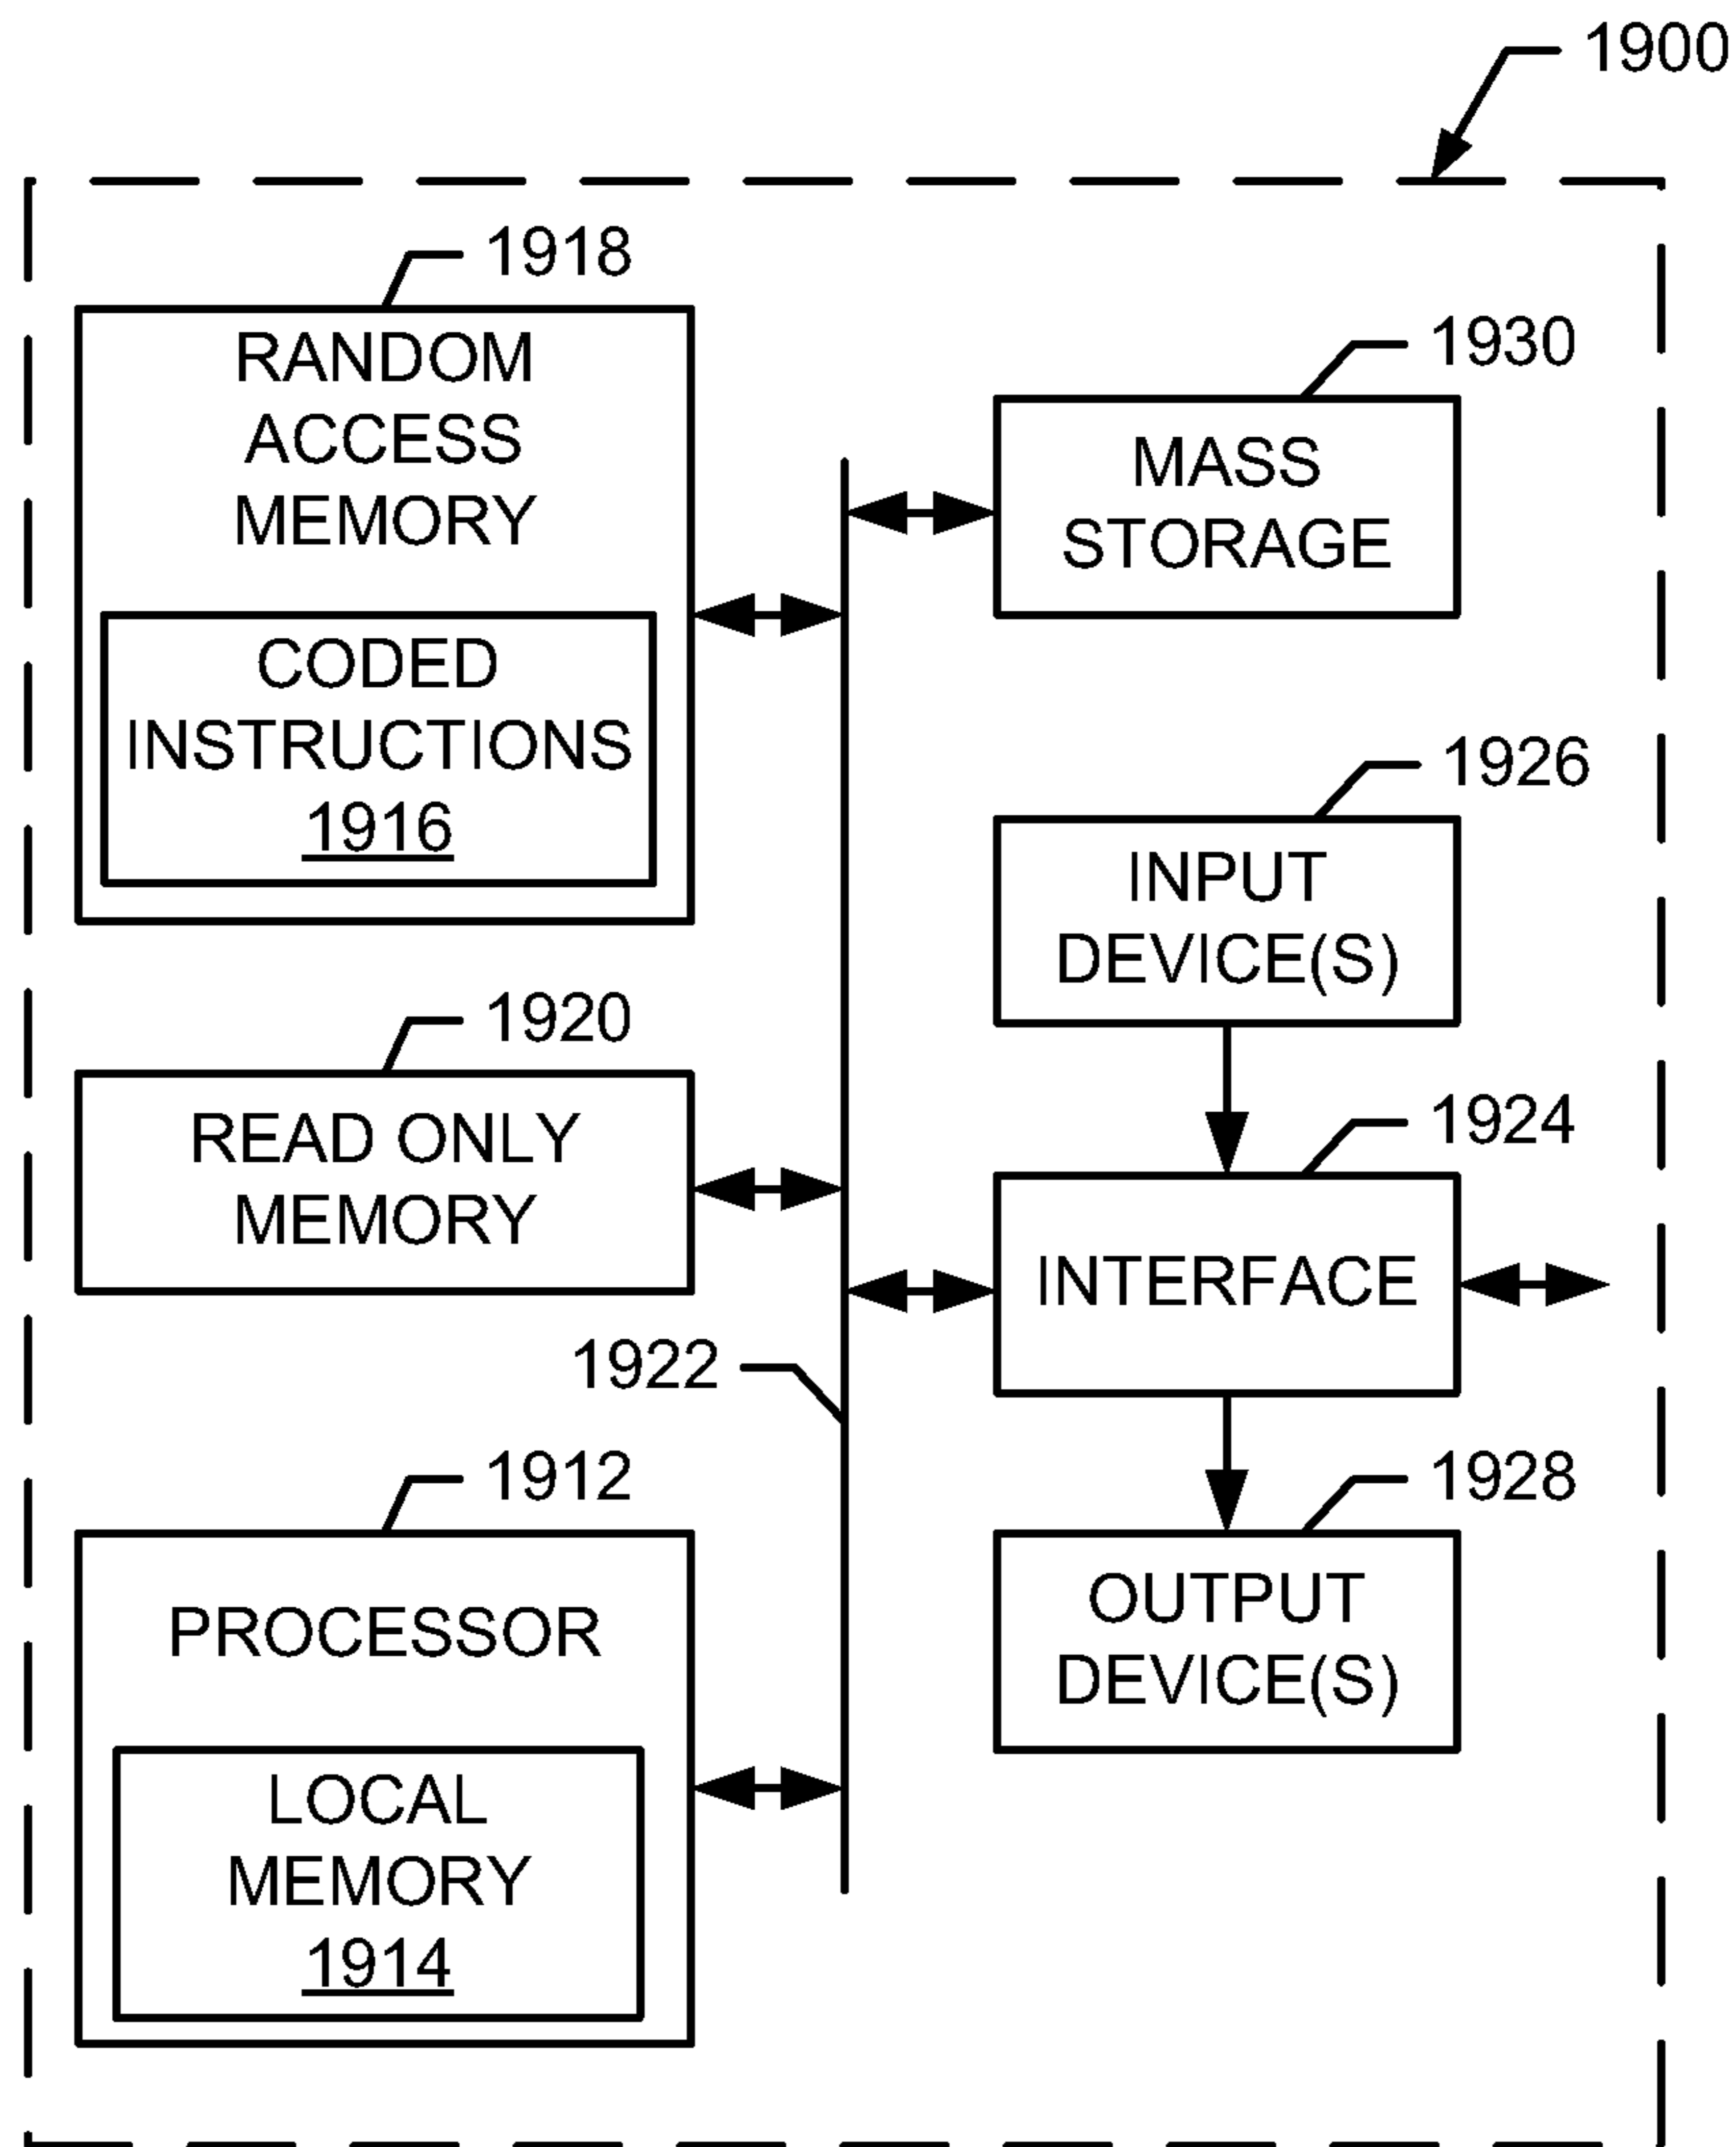 1900
1918
RANDOM
ACCESS
MEMORY
CODED
INSTRUCTIONS
1916
1930
MASS
STORAGE
1926
INPUT
DEVICE(S)
1920
READ ONLY
MEMORY
1924
INTERFACE
1922
1912
PROCESSOR
LOCAL
MEMORY
1914
1928
OUTPUT
DEVICE(S)